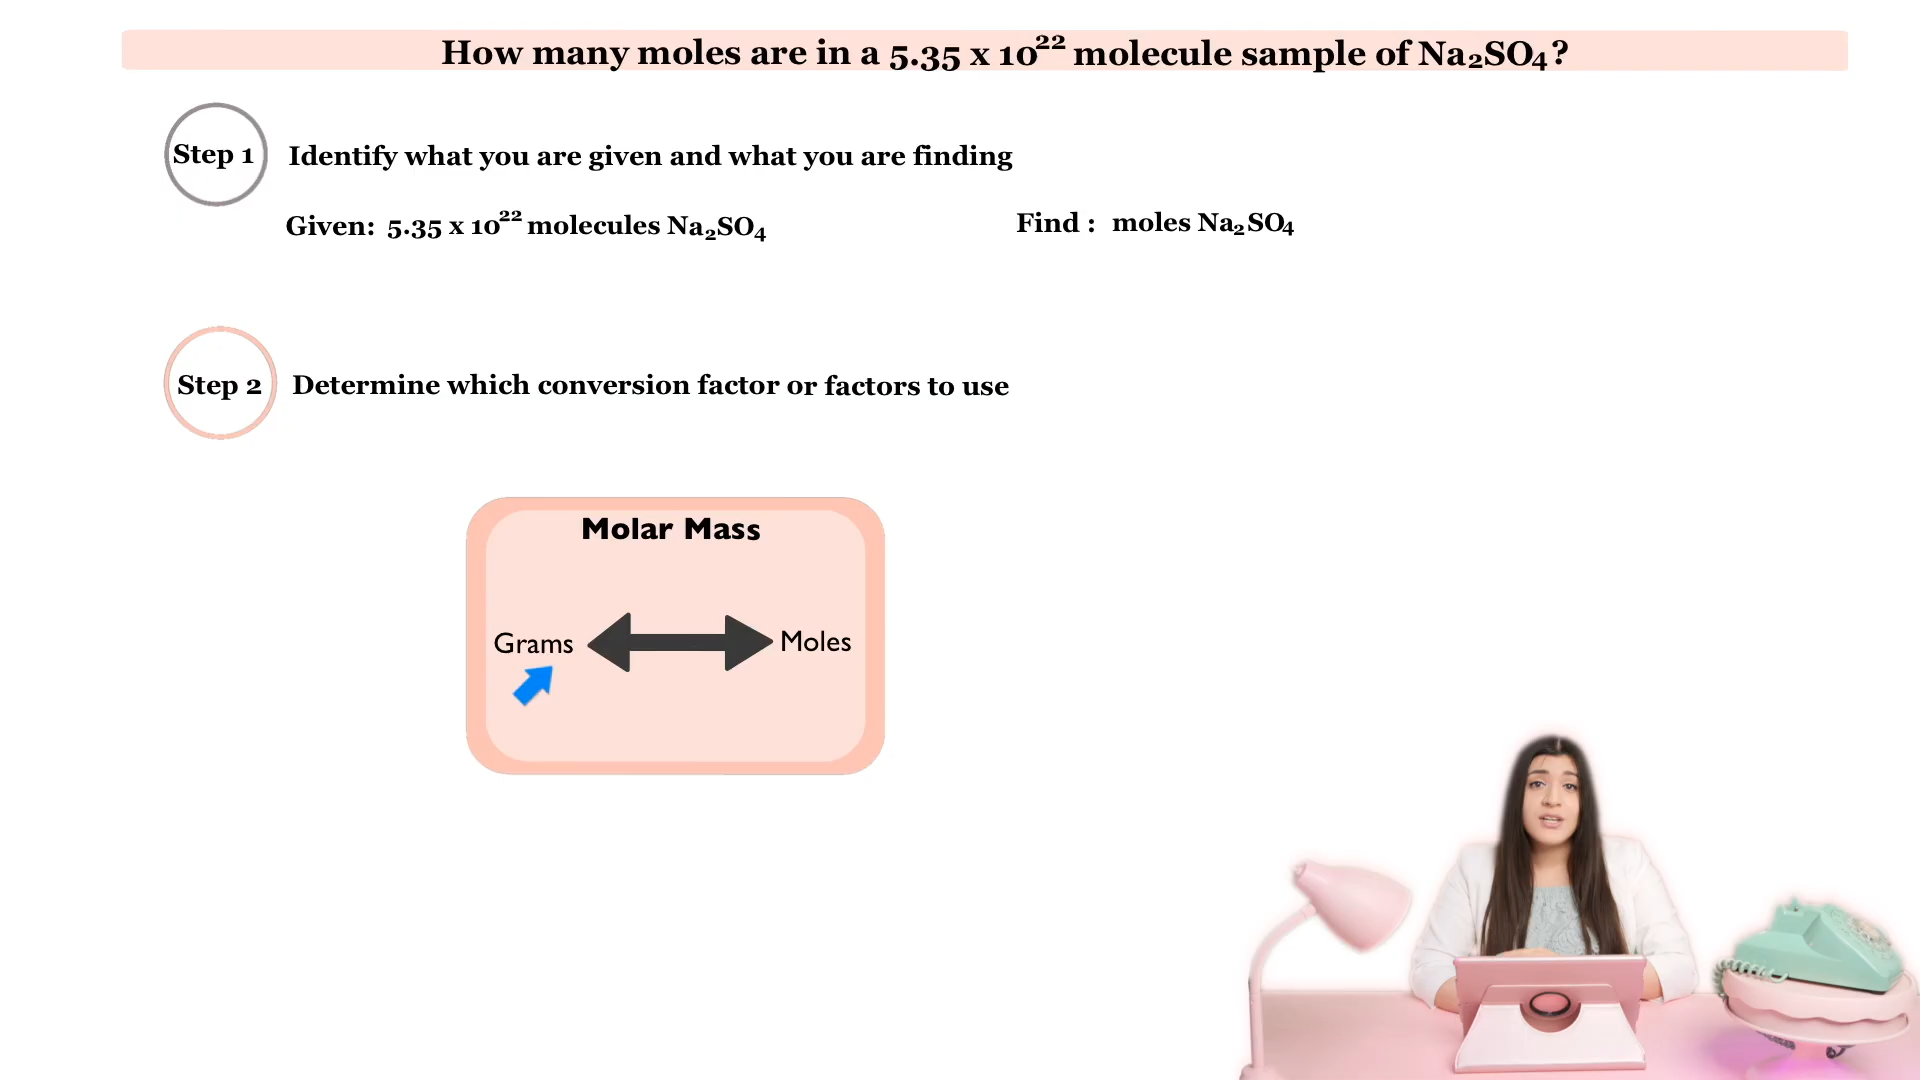 How many moles are in a 5.35 x 10²² molecule sample of Na₂SO₄?
Step 1 Identify what you are given and what you are finding
Given: 5.35 x 10²² molecules Na₂SO₄ Find : moles Na₂SO₄
Step 2 Determine which conversion factor or factors to use
Molar Mass
Grams Moles